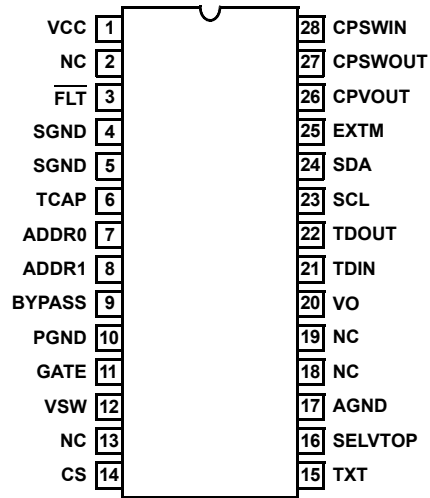 VCC 1 28 CPSWIN
NC 2 27 CPSWOUT
FLT 3 26 CPVOUT
SGND 4 25 EXTM
SGND 5 24 SDA
TCAP 6 23 SCL
ADDR0 7 22 TDOUT
ADDR1 8 21 TDIN
BYPASS 9 20 VO
PGND 10 19 NC
GATE 11 18 NC
VSW 12 17 AGND
NC 13 16 SELVTOP
CS 14 15 TXT